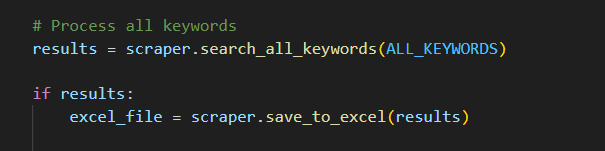 # Process all keywords
results = scraper.search_all_keywords(ALL_KEYWORDS)
if results:
    excel_file = scraper.save_to_excel(results)